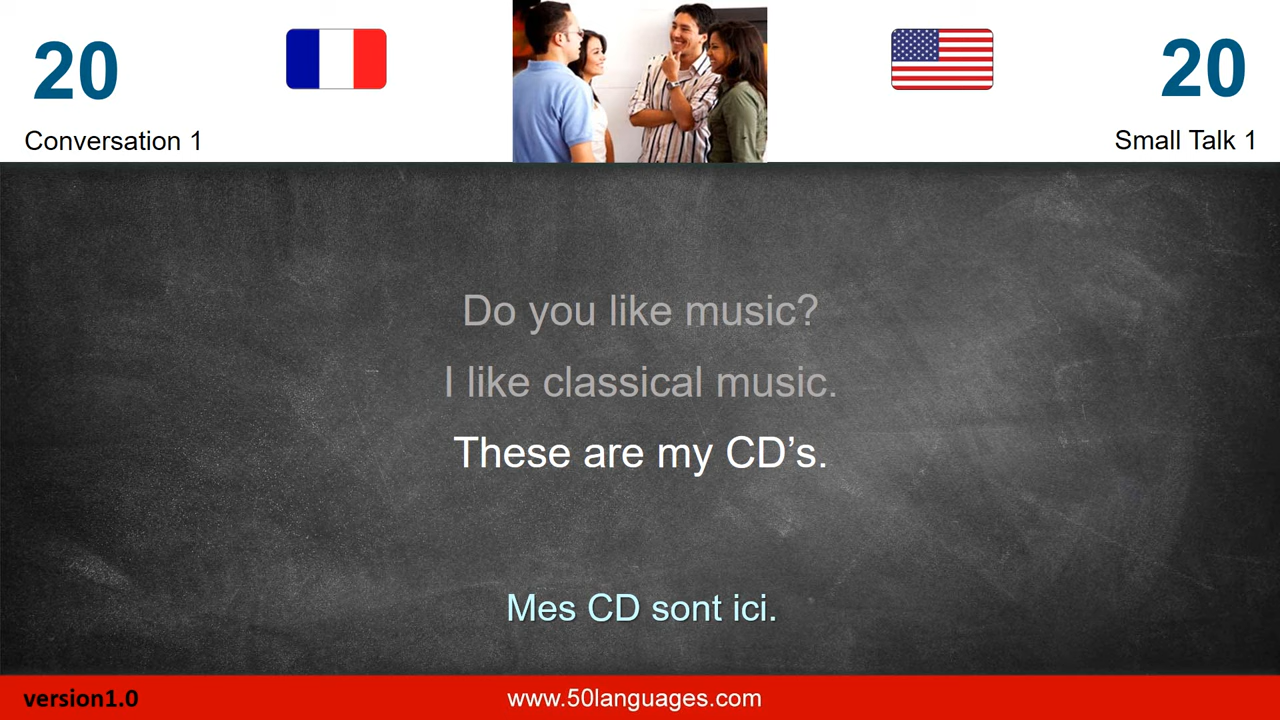 20
20
Conversation 1
Small Talk 1
Do you like music?
I like classical music.
These are my CD’s.
Mes CD sont ici.
version1.0
www.50languages.com